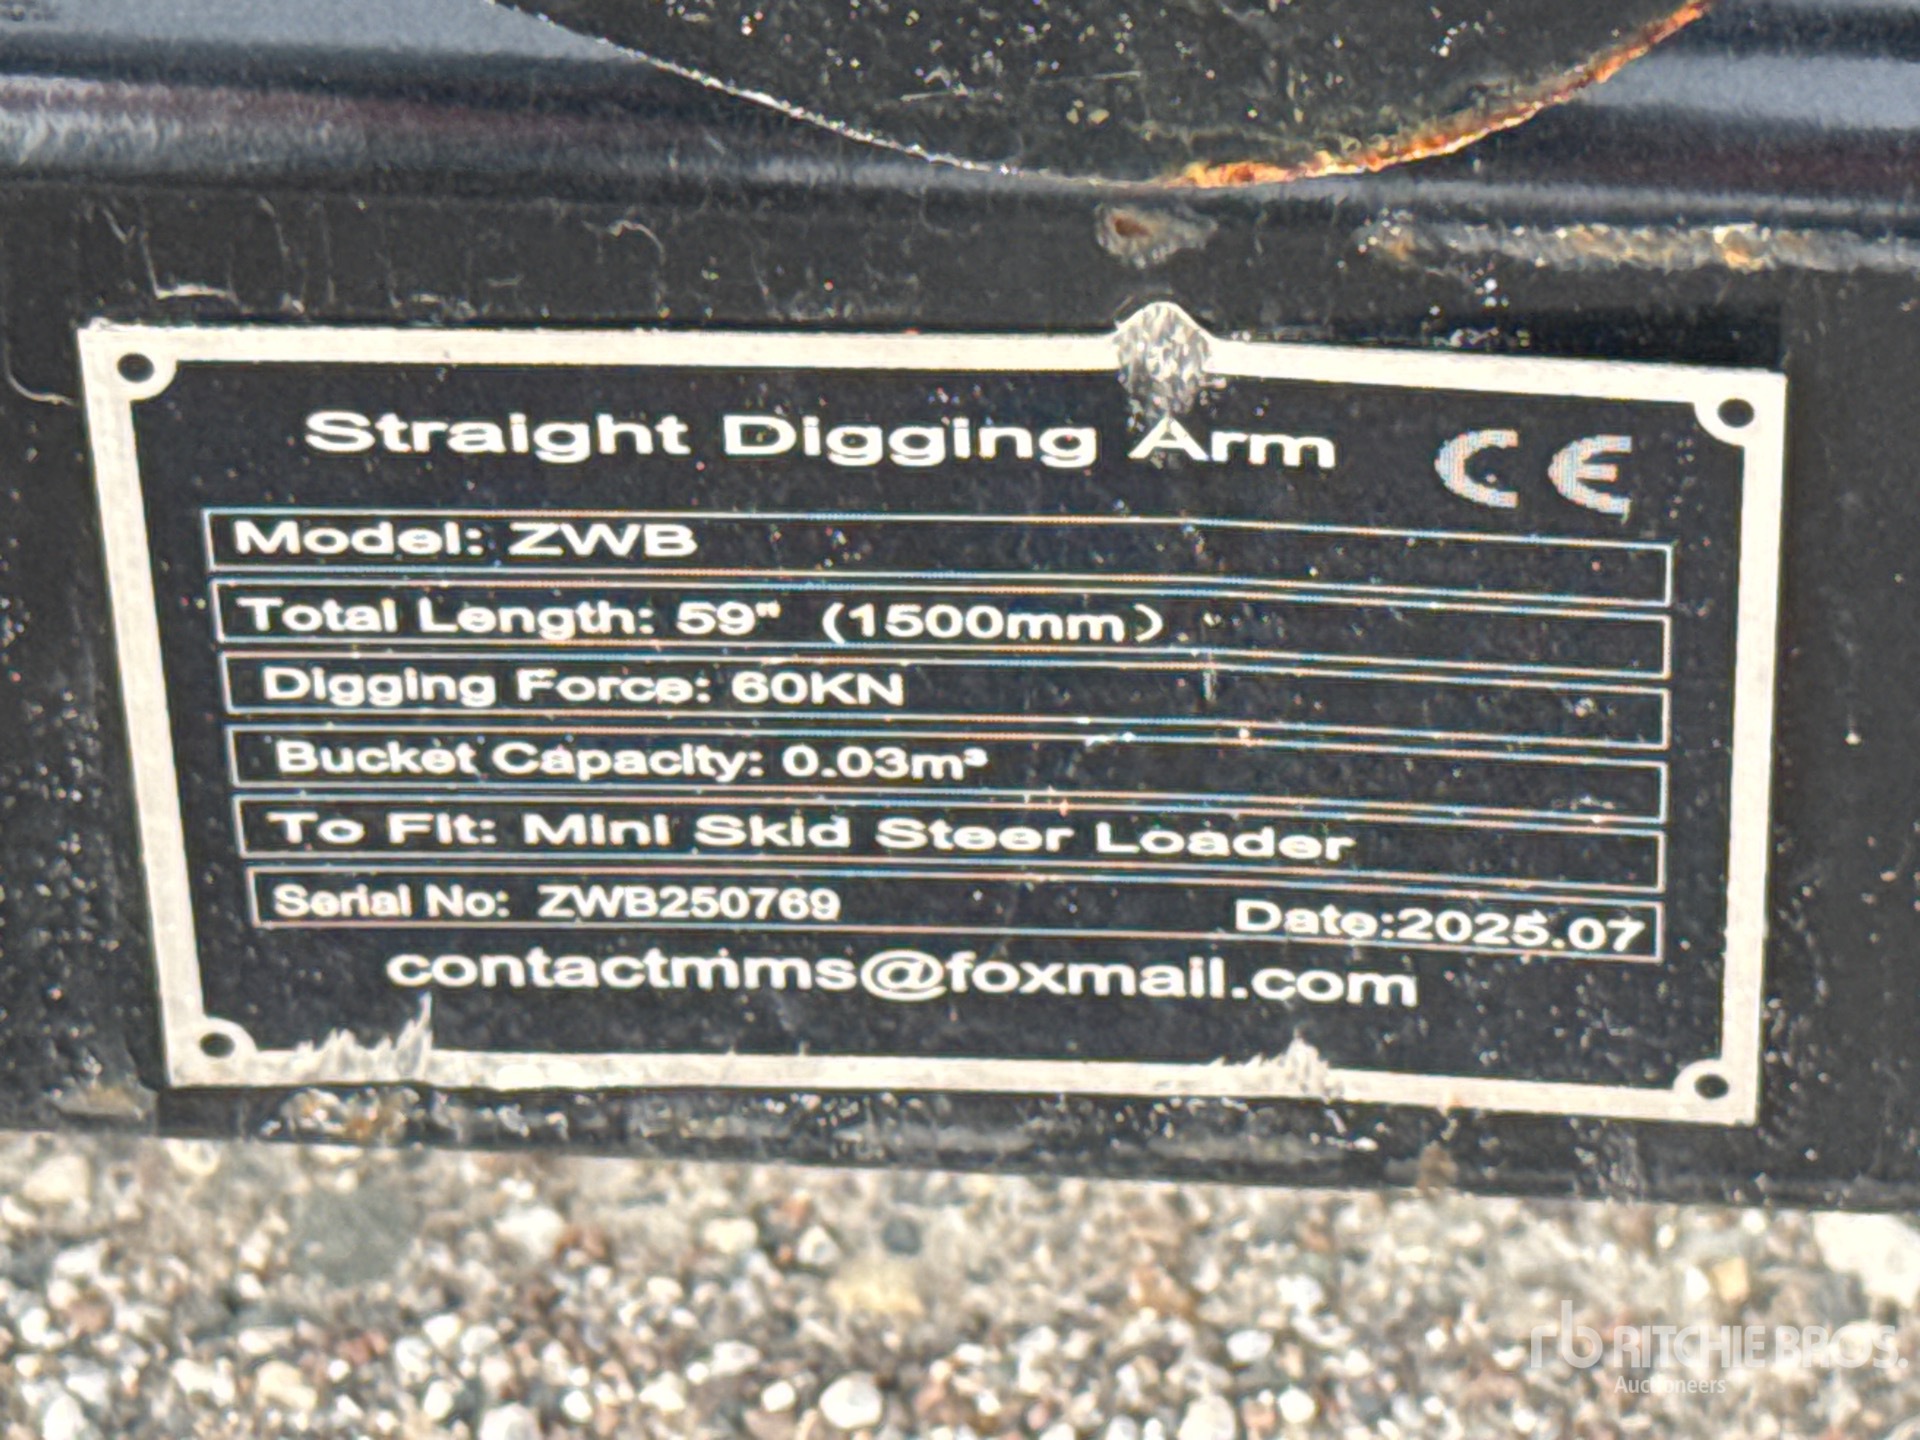 Straight Digging Arm CE
Model: ZWB
Total Length: 59" (1500mm)
Digging Force: 60KN
Bucket Capacity: 0.03m³
To Fit: Mini Skid Steer Loader
Serial No: ZWB250769 Date:2025.07
contactmms@foxmail.com
rb RITCHIE BROS.
Auctioneers